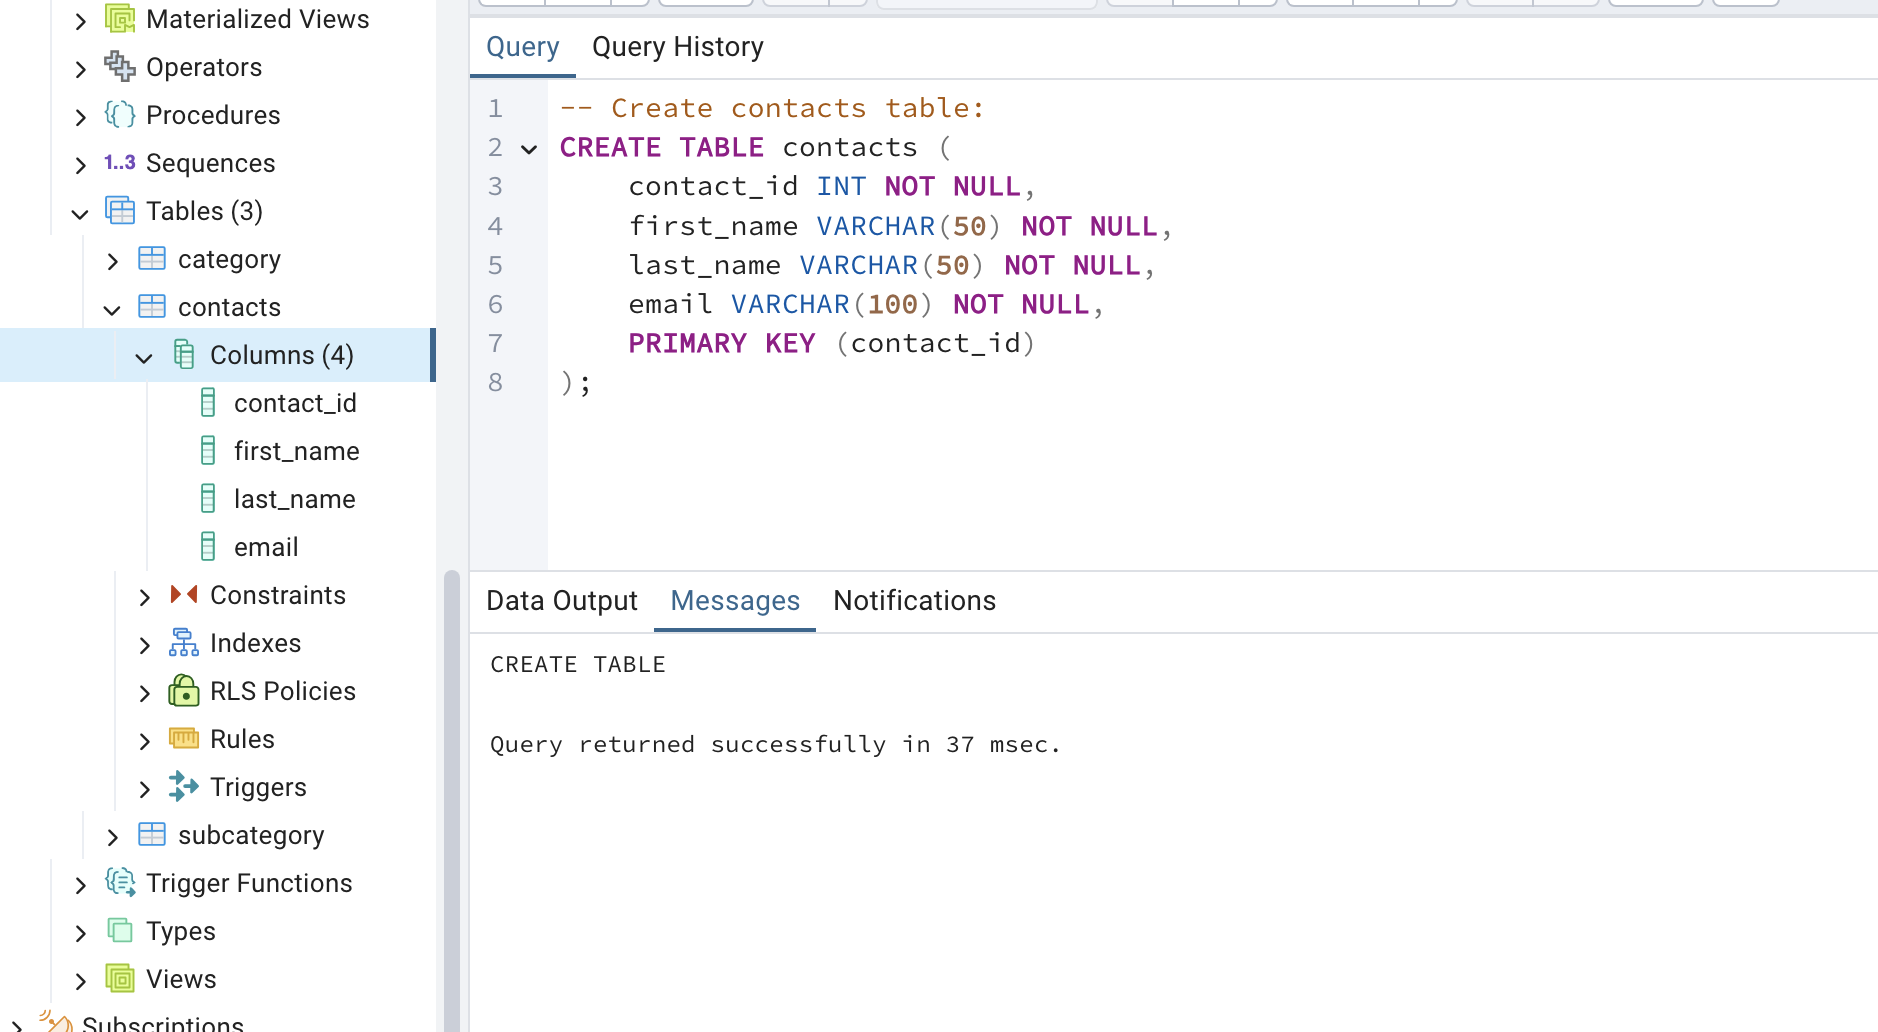 Materialized Views
Operators
Procedures
1..3 Sequences
Tables (3)
category
contacts
Columns (4)
contact_id
first_name
last_name
email
Constraints
Indexes
RLS Policies
Rules
Triggers
subcategory
Trigger Functions
Types
Views
Subscriptions
Query Query History
1 -- Create contacts table:
2 CREATE TABLE contacts (
3     contact_id INT NOT NULL,
4     first_name VARCHAR(50) NOT NULL,
5     last_name VARCHAR(50) NOT NULL,
6     email VARCHAR(100) NOT NULL,
7     PRIMARY KEY (contact_id)
8 );
Data Output Messages Notifications
CREATE TABLE
Query returned successfully in 37 msec.